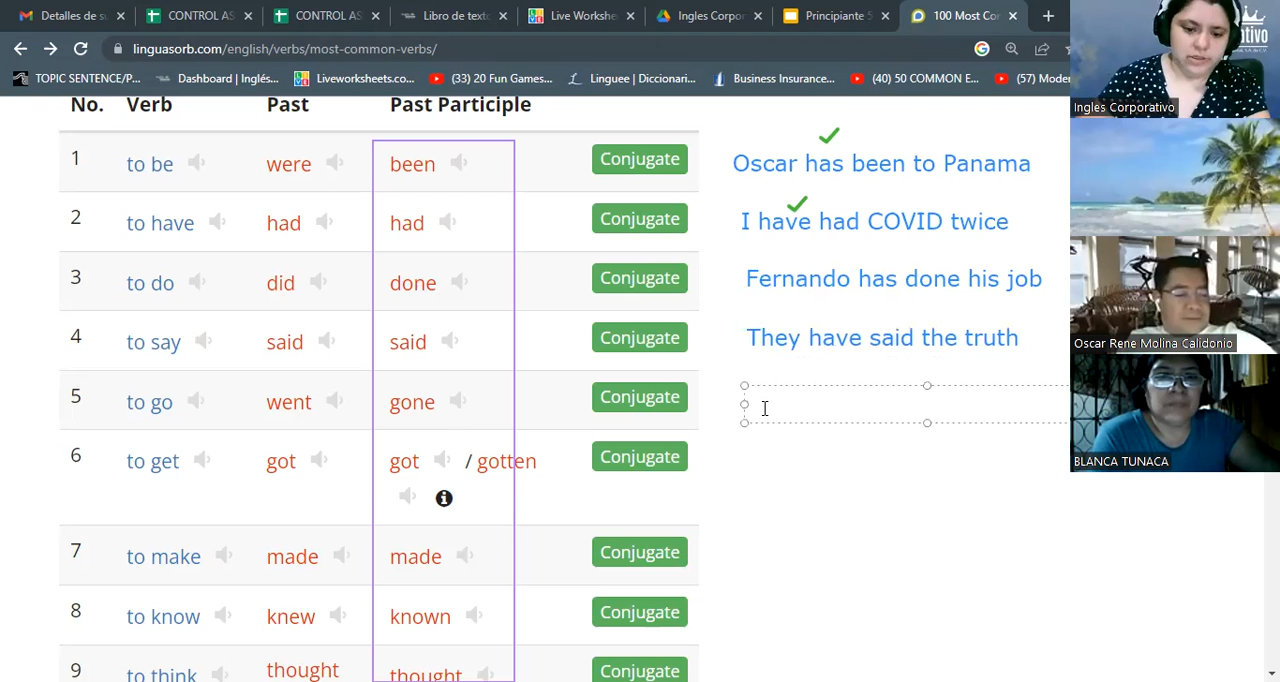 Detalles de su
CONTROL AS
CONTROL AS
Libro de texto
Live Workshe
Ingles Corpor
Principiante 5
100 Most Cor
linguasorb.com/english/verbs/most-common-verbs/
TOPIC SENTENCE/P...
Dashboard | Inglés...
Liveworksheets.co...
(33) 20 Fun Games...
Linguee | Diccionari...
Business Insurance...
(40) 50 COMMON E...
(57) Moder
No. Verb Past Past Participle
1 to be were been Conjugate
2 to have had had Conjugate
3 to do did done Conjugate
4 to say said said Conjugate
5 to go went gone Conjugate
6 to get got got / gotten Conjugate
7 to make made made Conjugate
8 to know knew known Conjugate
9 to think thought thought Conjugate
Oscar has been to Panama
I have had COVID twice
Fernando has done his job
They have said the truth
Ingles Corporativo
Oscar Rene Molina Calidonio
BLANCA TUNACA